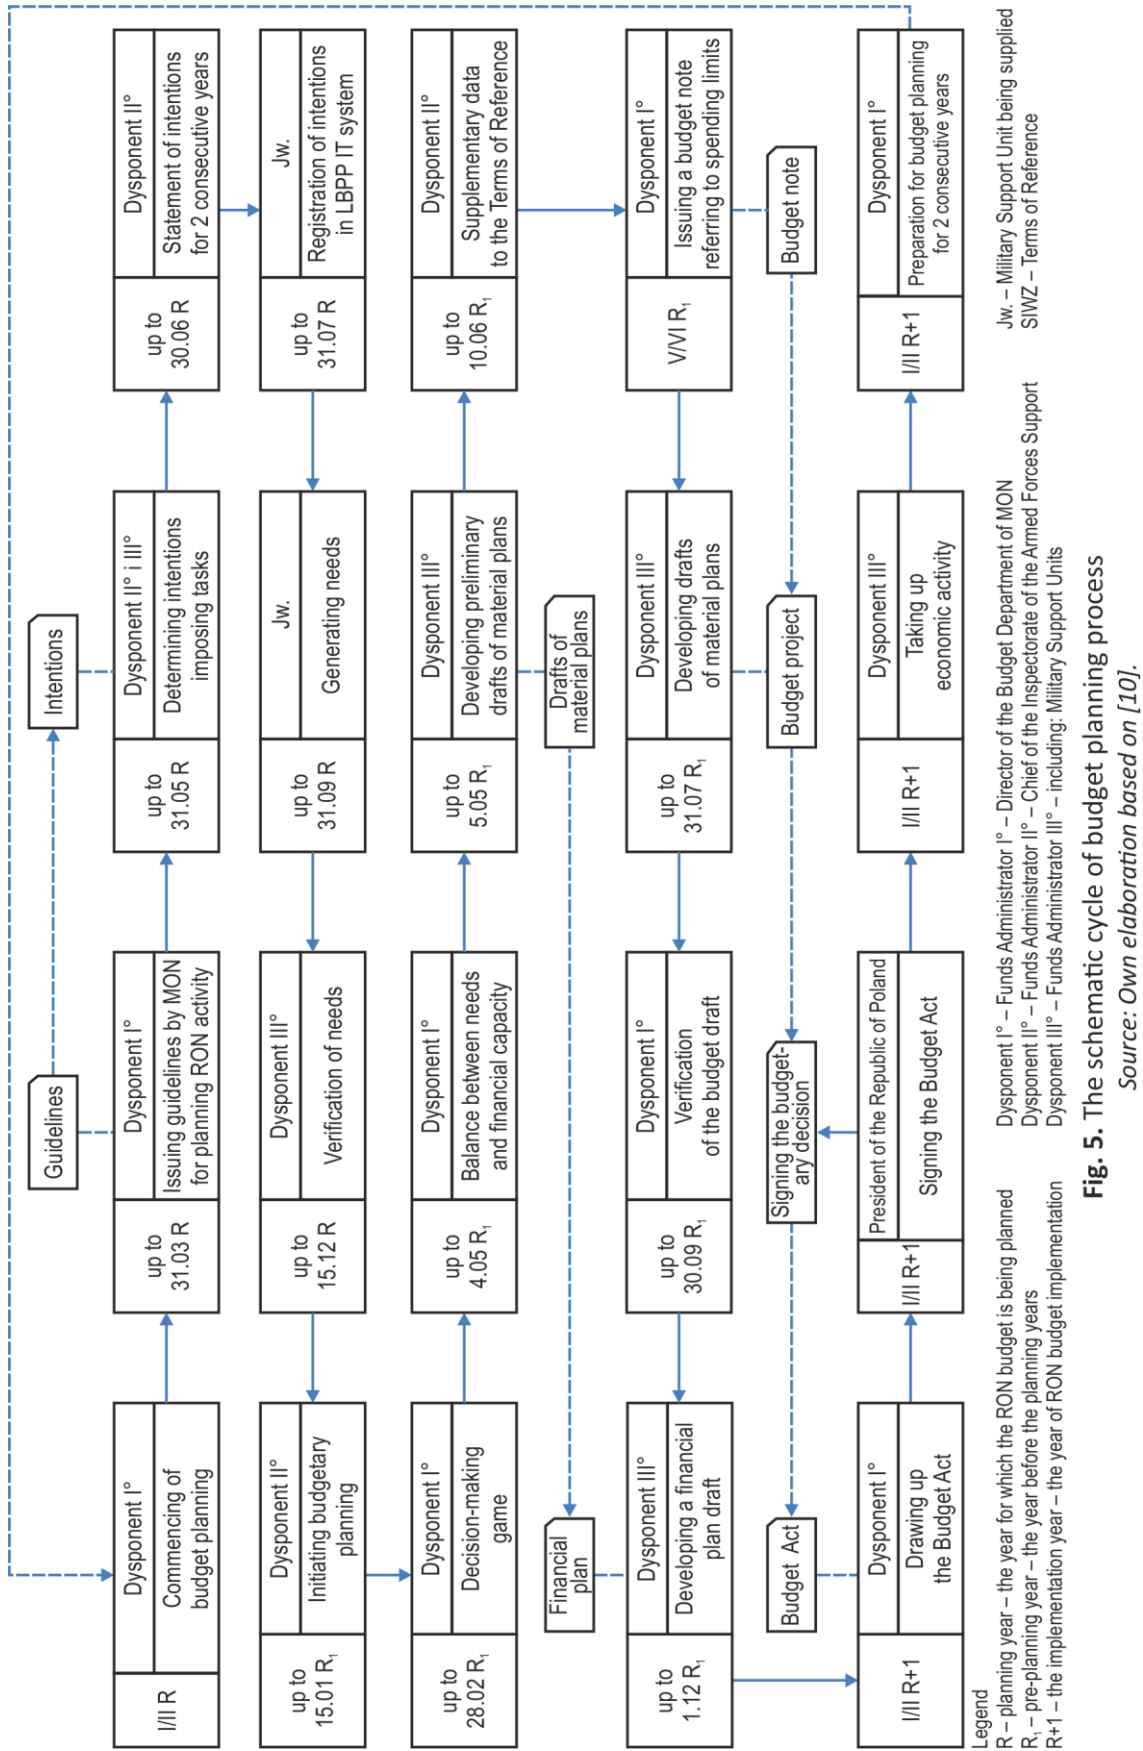 Guidelines
Intentions
I/II R
Dysponent I°
Commencing of
budget planning
up to
31.03 R
Dysponent I°
Issuing guidelines by MON
for planning RON activity
up to
31.05 R
Dysponent II° i III°
Determining intentions
imposing tasks
up to
30.06 R
Dysponent II°
Statement of intentions
for 2 consecutive years
up to
31.07 R
Jw.
Registration of intentions
in LBPP IT system
up to
31.09 R
Jw.
Generating needs
up to
15.12 R
Dysponent III°
Verification of needs
up to
15.01 R₁
Dysponent II°
Initiating budgetary
planning
up to
28.02 R₁
Dysponent I°
Decision-making
game
up to
4.05 R₁
Dysponent I°
Balance between needs
and financial capacity
up to
5.05 R₁
Dysponent III°
Developing preliminary
drafts of material plans
up to
10.06 R₁
Dysponent II°
Supplementary data
to the Terms of Reference
Financial
plan
Drafts of
material plans
V/VI R₁
Dysponent I°
Issuing a budget note
referring to spending limits
up to
31.07 R₁
Dysponent III°
Developing drafts
of material plans
up to
30.09 R₁
Dysponent I°
Verification
of the budget draft
up to
1.12 R₁
Dysponent III°
Developing a financial
plan draft
Budget Act
Signing the budget-
ary decision
Budget project
Budget note
I/II R+1
Dysponent I°
Drawing up
the Budget Act
I/II R+1
President of the Republic of Poland
Signing the Budget Act
I/II R+1
Dysponent III°
Taking up
economic activity
I/II R+1
Dysponent I°
Preparation for budget planning
for 2 consecutive years
Legend
R – planning year – the year for which the RON budget is being planned
R₁ – pre-planning year – the year before the planning years
R+1 – the implementation year – the year of RON budget implementation
Dysponent I° – Funds Administrator I° – Director of the Budget Department of MON
Dysponent II° – Funds Administrator II° – Chief of the Inspectorate of the Armed Forces Support
Dysponent III° – Funds Administrator III° – including: Military Support Units
Jw. – Military Support Unit being supplied
SIWZ – Terms of Reference
Fig. 5. The schematic cycle of budget planning process
Source: Own elaboration based on [10].